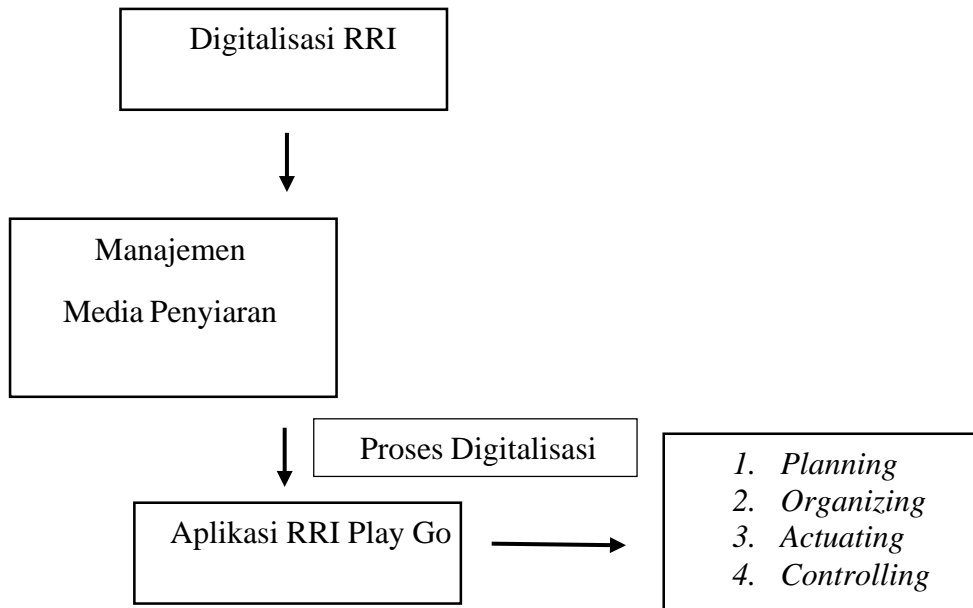 Digitalisasi RRI
Manajemen
Media Penyiaran
Proses Digitalisasi
Aplikasi RRI Play Go
1. Planning
2. Organizing
3. Actuating
4. Controlling